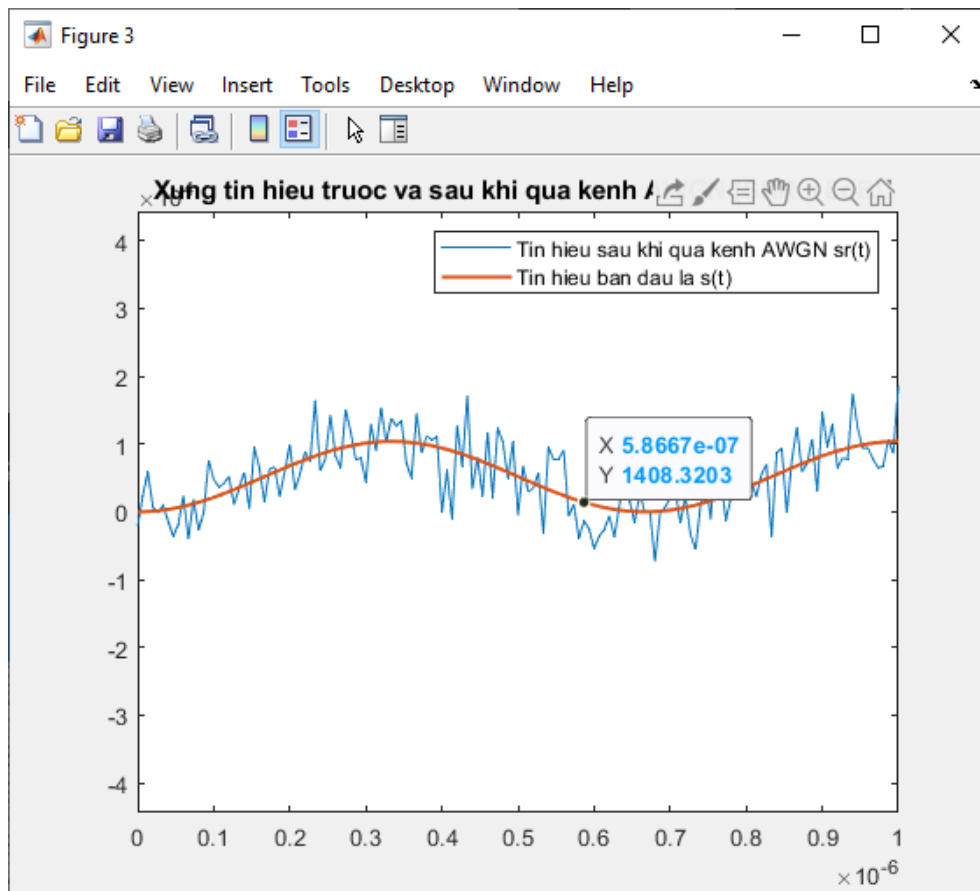 Figure 3
File Edit View Insert Tools Desktop Window Help
Xung tin hieu truoc va sau khi qua kenh
×10
4
3
2
1
0
-1
-2
-3
-4
Tin hieu sau khi qua kenh AWGN sr(t)
Tin hieu ban dau la s(t)
X 5.8667e-07
Y 1408.3203
0 0.1 0.2 0.3 0.4 0.5 0.6 0.7 0.8 0.9 1
×10-6